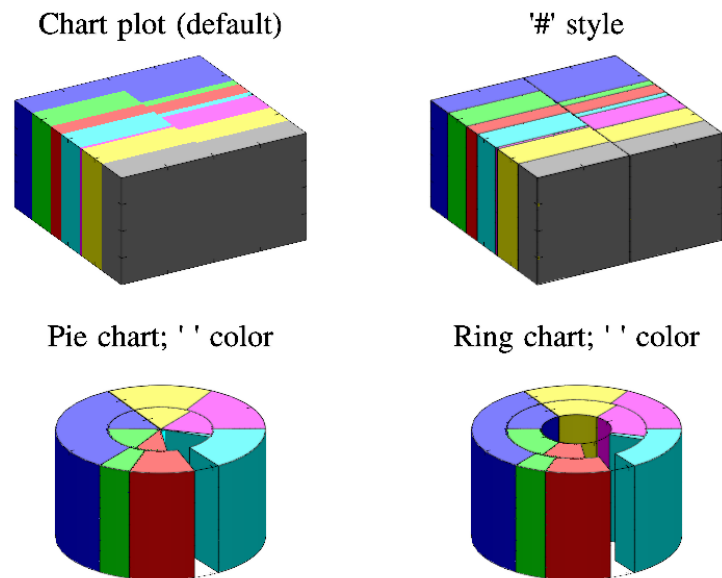 Chart plot (default)
'#' style
Pie chart; ' ' color
Ring chart; ' ' color